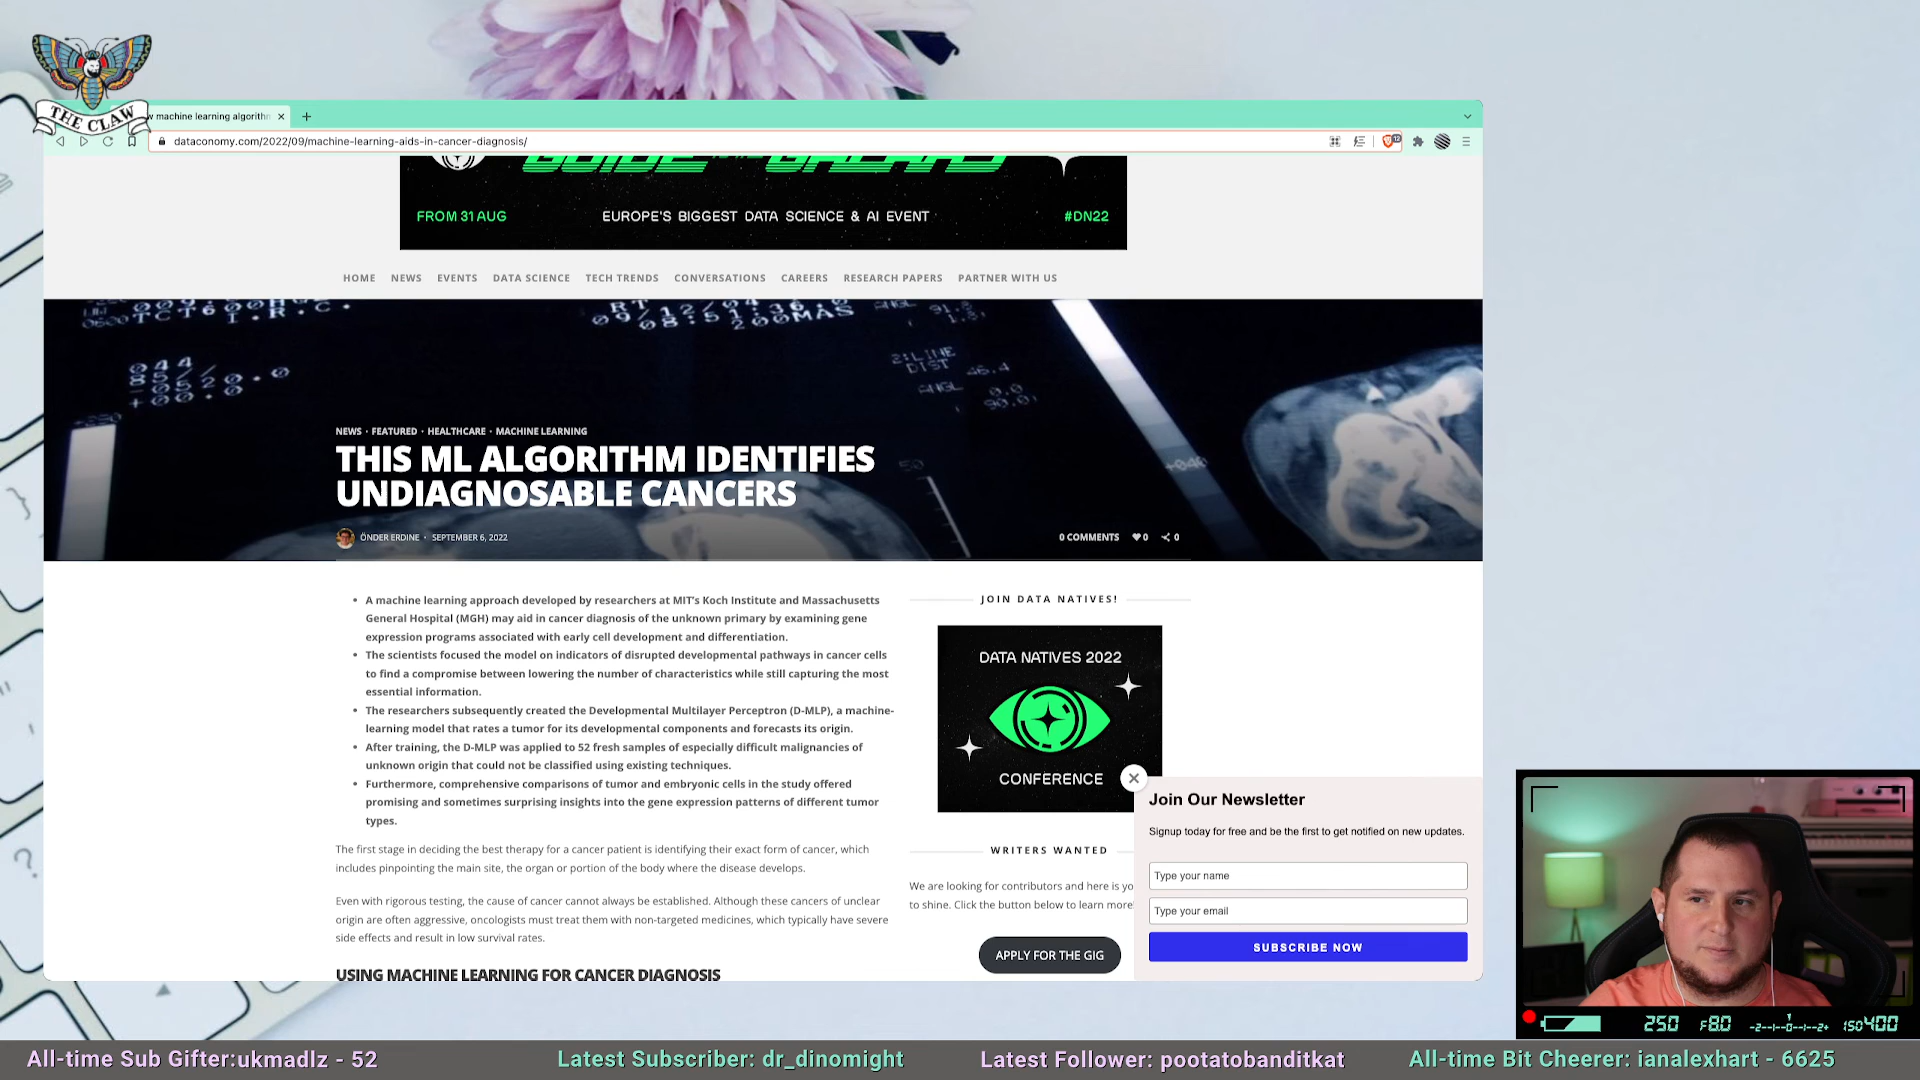 THE CLAW
w machine learning algorithm
dataconomy.com/2022/09/machine-learning-aids-in-cancer-diagnosis/
FROM 31 AUG
EUROPE'S BIGGEST DATA SCIENCE & AI EVENT
#DN22
HOME NEWS EVENTS DATA SCIENCE TECH TRENDS CONVERSATIONS CAREERS RESEARCH PAPERS PARTNER WITH US
NEWS · FEATURED · HEALTHCARE · MACHINE LEARNING
THIS ML ALGORITHM IDENTIFIES
UNDIAGNOSABLE CANCERS
ÖNDER ERDINE · SEPTEMBER 6, 2022
0 COMMENTS 0 0
• A machine learning approach developed by researchers at MIT's Koch Institute and Massachusetts
General Hospital (MGH) may aid in cancer diagnosis of the unknown primary by examining gene
expression programs associated with early cell development and differentiation.
• The scientists focused the model on indicators of disrupted developmental pathways in cancer cells
to find a compromise between lowering the number of characteristics while still capturing the most
essential information.
• The researchers subsequently created the Developmental Multilayer Perceptron (D-MLP), a machine-
learning model that rates a tumor for its developmental components and forecasts its origin.
• After training, the D-MLP was applied to 52 fresh samples of especially difficult malignancies of
unknown origin that could not be classified using existing techniques.
• Furthermore, comprehensive comparisons of tumor and embryonic cells in the study offered
promising and sometimes surprising insights into the gene expression patterns of different tumor
types.
The first stage in deciding the best therapy for a cancer patient is identifying their exact form of cancer, which
includes pinpointing the main site, the organ or portion of the body where the disease develops.
Even with rigorous testing, the cause of cancer cannot always be established. Although these cancers of unclear
origin are often aggressive, oncologists must treat them with non-targeted medicines, which typically have severe
side effects and result in low survival rates.
USING MACHINE LEARNING FOR CANCER DIAGNOSIS
JOIN DATA NATIVES!
DATA NATIVES 2022
CONFERENCE
WRITERS WANTED
We are looking for contributors and here is yo
to shine. Click the button below to learn more
APPLY FOR THE GIG
Join Our Newsletter
Signup today for free and be the first to get notified on new updates.
Type your name
Type your email
SUBSCRIBE NOW
250 F8.0 -2--1--0--1--2+ ISO400
All-time Sub Gifter:ukmadlz - 52
Latest Subscriber: dr_dinomight
Latest Follower: pootatobanditkat
All-time Bit Cheerer: ianalexhart - 6625